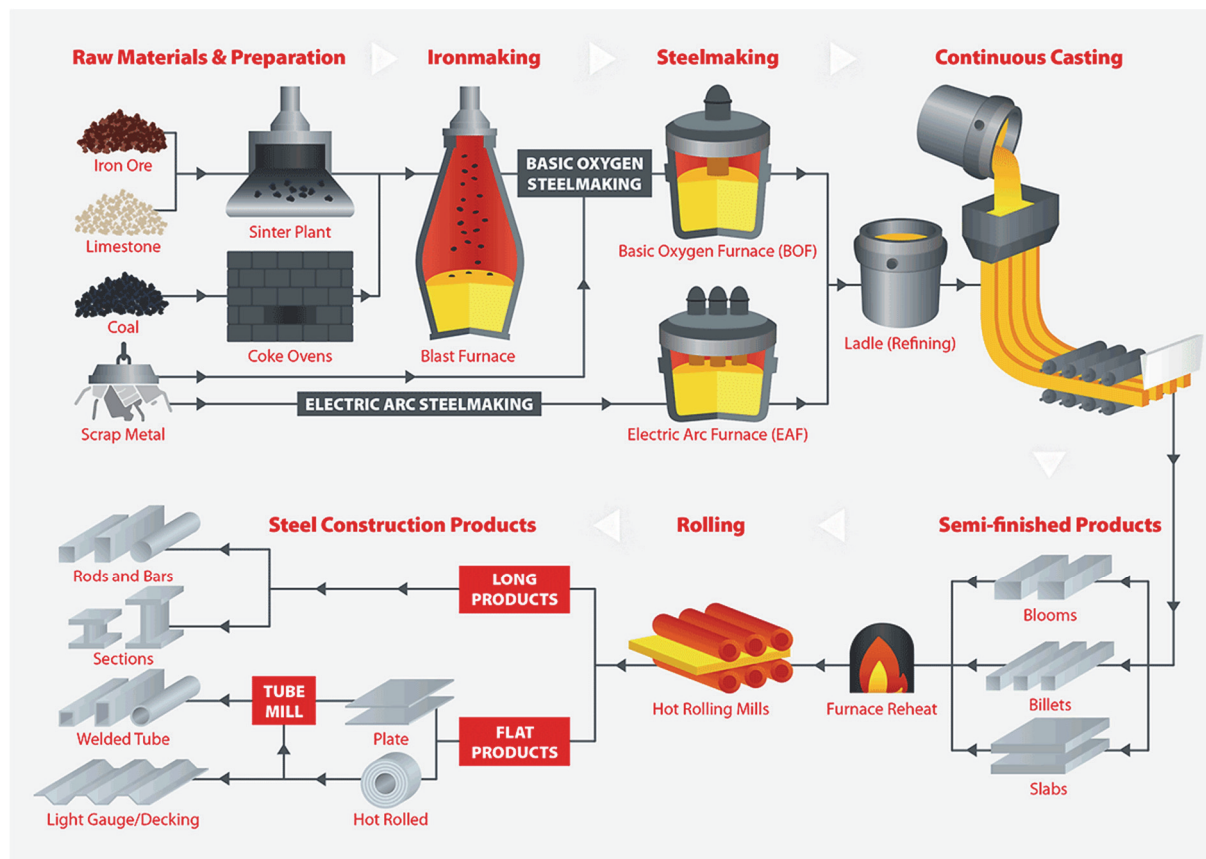 Raw Materials & Preparation
Ironmaking
Steelmaking
Continuous Casting
Iron Ore
Limestone
Sinter Plant
Coal
Coke Ovens
Blast Furnace
Scrap Metal
BASIC OXYGEN
STEELMAKING
ELECTRIC ARC STEELMAKING
Basic Oxygen Furnace (BOF)
Electric Arc Furnace (EAF)
Ladle (Refining)
Semi-finished Products
Rolling
Steel Construction Products
Blooms
Billets
Slabs
Furnace Reheat
Hot Rolling Mills
LONG
PRODUCTS
FLAT
PRODUCTS
Rods and Bars
Sections
TUBE
MILL
Plate
Welded Tube
Hot Rolled
Light Gauge/Decking